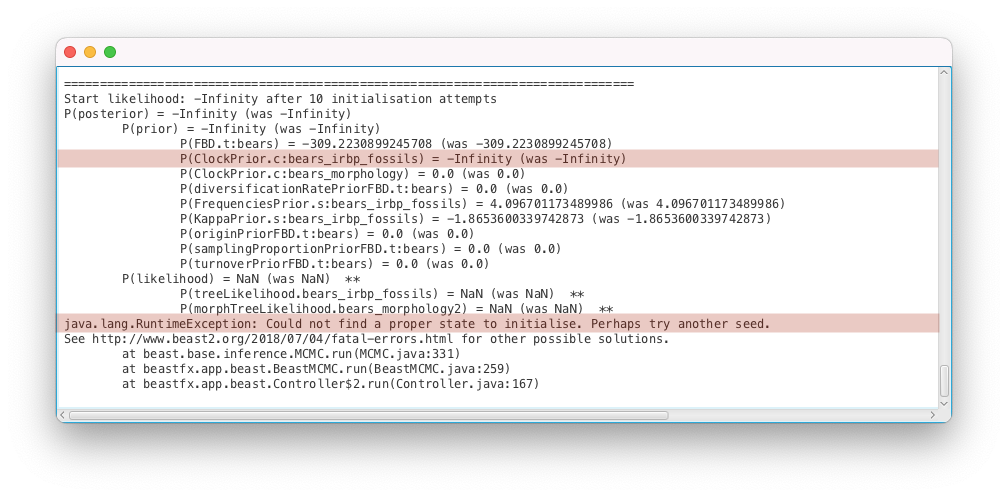 ===============================================================================
Start likelihood: -Infinity after 10 initialisation attempts
P(posterior) = -Infinity (was -Infinity)
P(prior) = -Infinity (was -Infinity)
P(FBD.t:bears) = -309.2230899245708 (was -309.2230899245708)
P(ClockPrior.c:bears_irbp_fossils) = -Infinity (was -Infinity)
P(ClockPrior.c:bears_morphology) = 0.0 (was 0.0)
P(diversificationRatePriorFBD.t:bears) = 0.0 (was 0.0)
P(FrequenciesPrior.s:bears_irbp_fossils) = 4.096701173489986 (was 4.096701173489986)
P(KappaPrior.s:bears_irbp_fossils) = -1.8653600339742873 (was -1.8653600339742873)
P(originPriorFBD.t:bears) = 0.0 (was 0.0)
P(samplingProportionPriorFBD.t:bears) = 0.0 (was 0.0)
P(turnoverPriorFBD.t:bears) = 0.0 (was 0.0)
P(likelihood) = NaN (was NaN)  **
P(treeLikelihood.bears_irbp_fossils) = NaN (was NaN)  **
P(morphTreeLikelihood.bears_morphology2) = NaN (was NaN)  **
java.lang.RuntimeException: Could not find a proper state to initialise. Perhaps try another seed.
See http://www.beast2.org/2018/07/04/fatal-errors.html for other possible solutions.
at beast.base.inference.MCMC.run(MCMC.java:331)
at beastfx.app.beast.BeastMCMC.run(BeastMCMC.java:259)
at beastfx.app.beast.Controller$2.run(Controller.java:167)